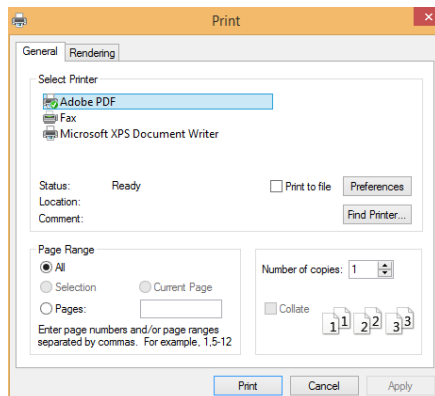 Print
General Rendering
Select Printer
Adobe PDF
Fax
Microsoft XPS Document Writer
Status: Ready Print to file Preferences
Location:
Comment: Find Printer...
Page Range
All
Selection Current Page
Pages:
Enter page numbers and/or page ranges
separated by commas. For example, 1,5-12
Number of copies: 1
Collate
1 1 2 2 3 3
Print Cancel Apply